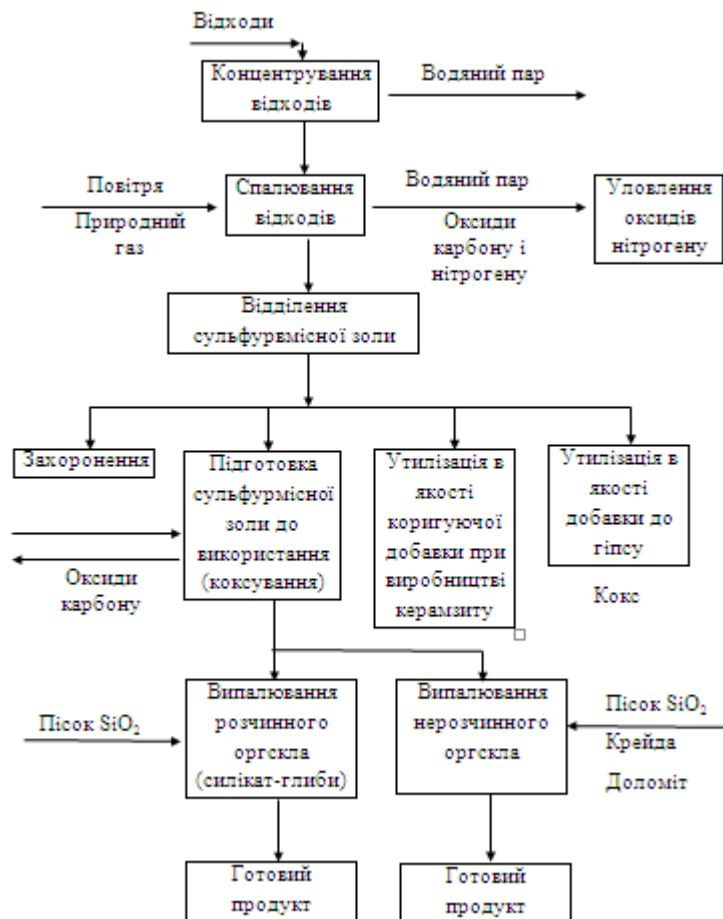 Відходи
Концентрування
відходів
Водяний пар
Повітря
Природний
газ
Спалювання
відходів
Водяний пар
Оксиди
карбону і
нітрогену
Уловлення
оксидів
нітрогену
Відділення
сульфурвмісної золи
Захоронення
Підготовка
сульфурмісної
золи до
використання
(коксування)
Утилізація в
якості
коригуючої
добавки при
виробництві
керамзиту
Утилізація в
якості
добавки до
гіпсу
Оксиди
карбону
Кокс
Пісок SiO₂
Випалювання
розчинного
оргскла
(силікат-глиби)
Випалювання
нерозчинного
оргскла
Пісок SiO₂
Крейда
Доломіт
Готовий
продукт
Готовий
продукт